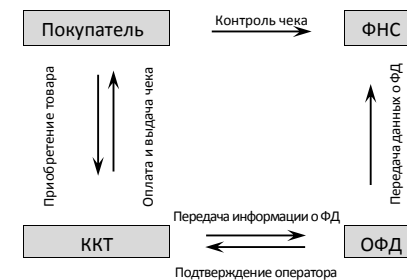 Контроль чека
Покупатель
ФНС
Приобретение товара
Оплата и выдача чека
Передача данных о ФД
Передача информации о ФД
ККТ
ОФД
Подтверждение оператора